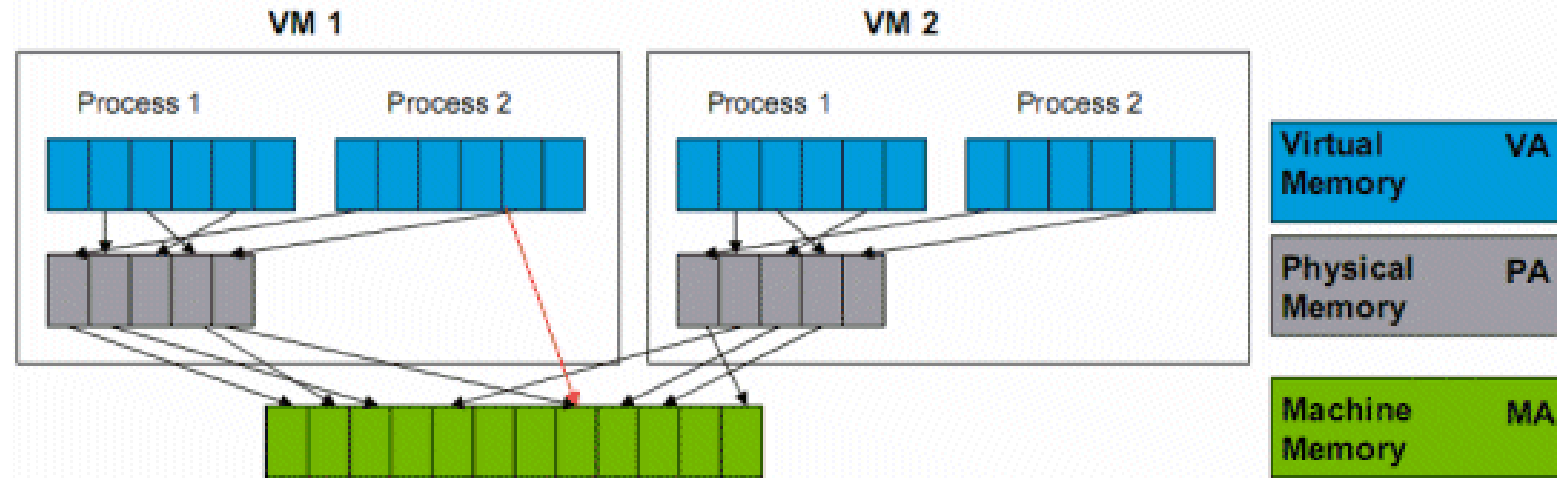 VM 1
VM 2
Process 1
Process 2
Process 1
Process 2
Virtual VA
Memory
Physical PA
Memory
Machine MA
Memory